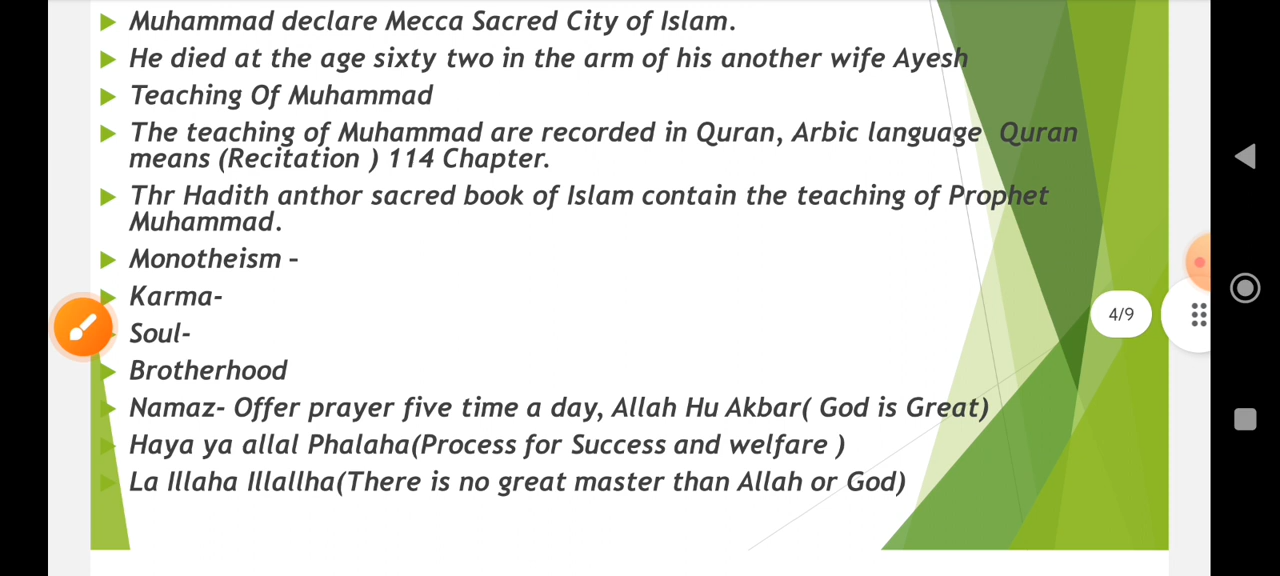 Muhammad declare Mecca Sacred City of Islam.
He died at the age sixty two in the arm of his another wife Ayesh
Teaching Of Muhammad
The teaching of Muhammad are recorded in Quran, Arbic language Quran
means (Recitation ) 114 Chapter.
Thr Hadith anthor sacred book of Islam contain the teaching of Prophet
Muhammad.
Monotheism –
Karma-
Soul-
Brotherhood
Namaz- Offer prayer five time a day, Allah Hu Akbar( God is Great)
Haya ya allal Phalaha(Process for Success and welfare )
La Illaha Illallha(There is no great master than Allah or God)
4/9